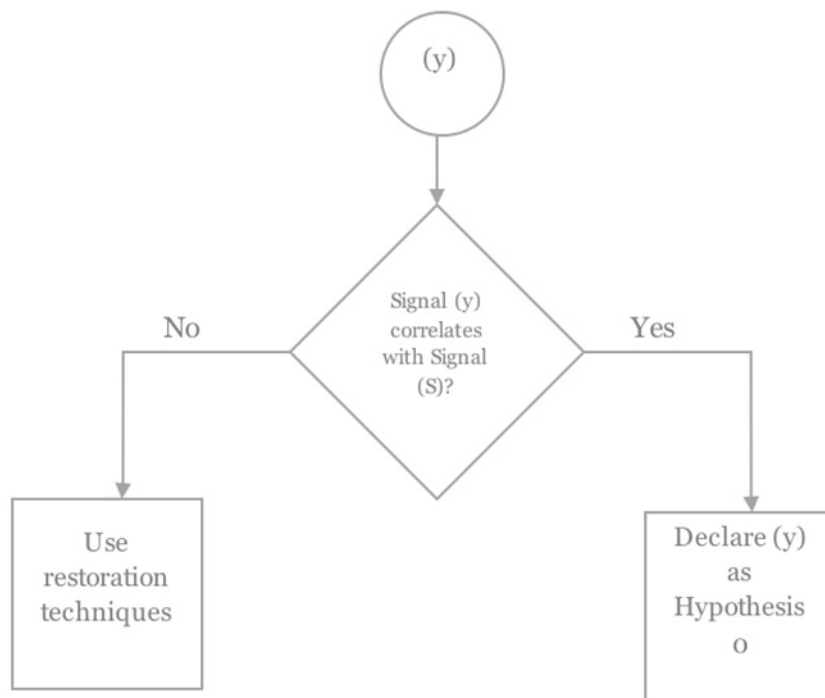 (y)
Signal (y)
correlates
with Signal
(S)?
No
Yes
Use
restoration
techniques
Declare (y)
as
Hypothesis
0